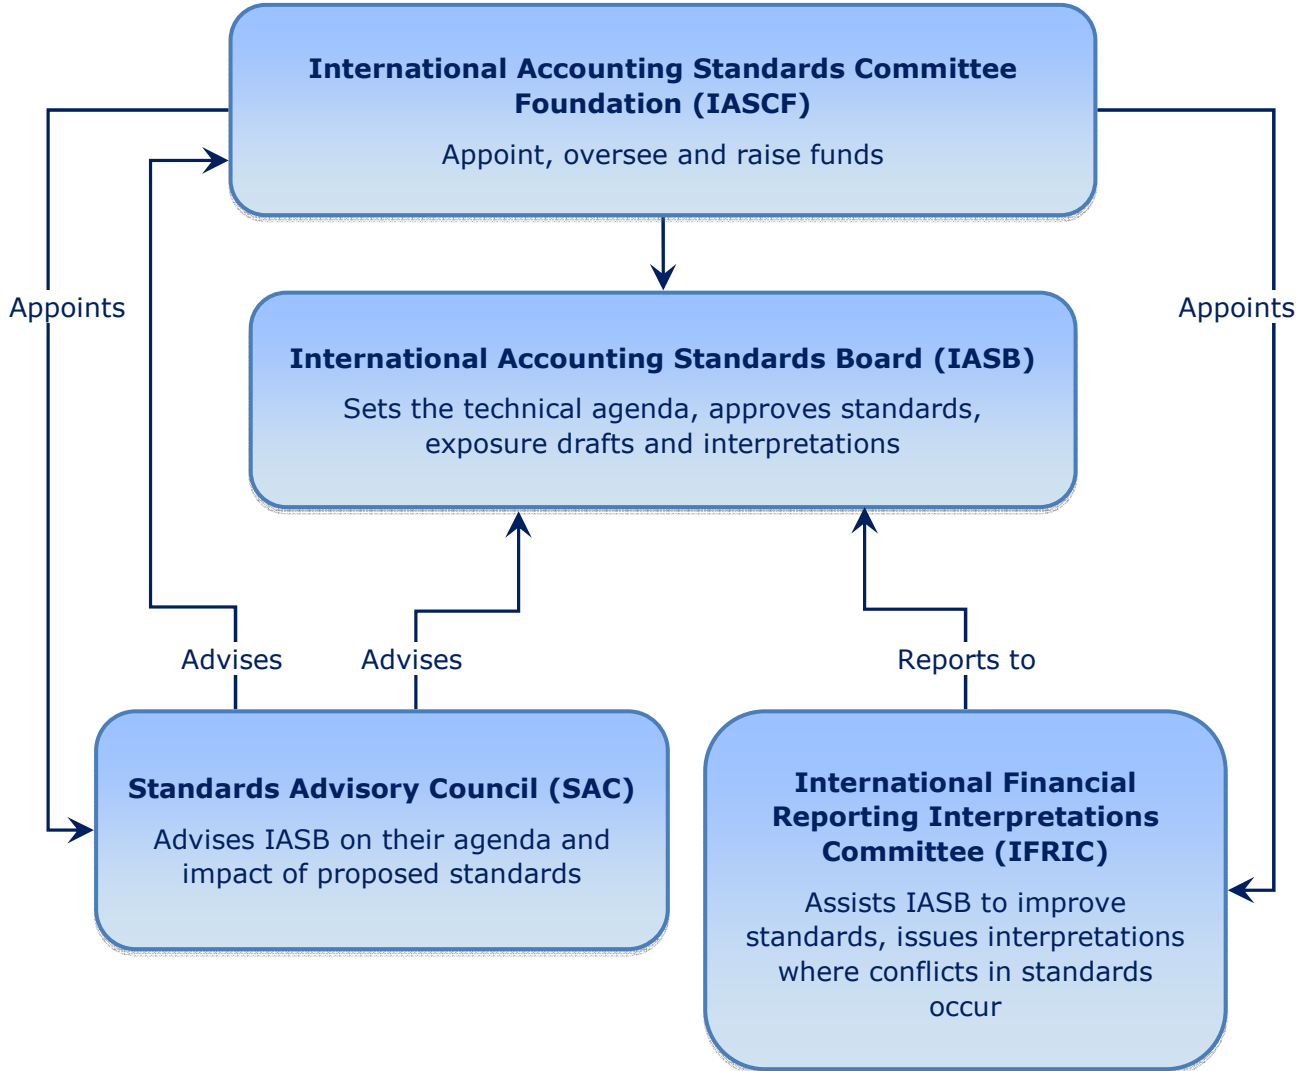 International Accounting Standards Committee
Foundation (IASCF)
Appoint, oversee and raise funds
Appoints
Appoints
International Accounting Standards Board (IASB)
Sets the technical agenda, approves standards,
exposure drafts and interpretations
Advises
Advises
Reports to
Standards Advisory Council (SAC)
Advises IASB on their agenda and
impact of proposed standards
International Financial
Reporting Interpretations
Committee (IFRIC)
Assists IASB to improve
standards, issues interpretations
where conflicts in standards
occur